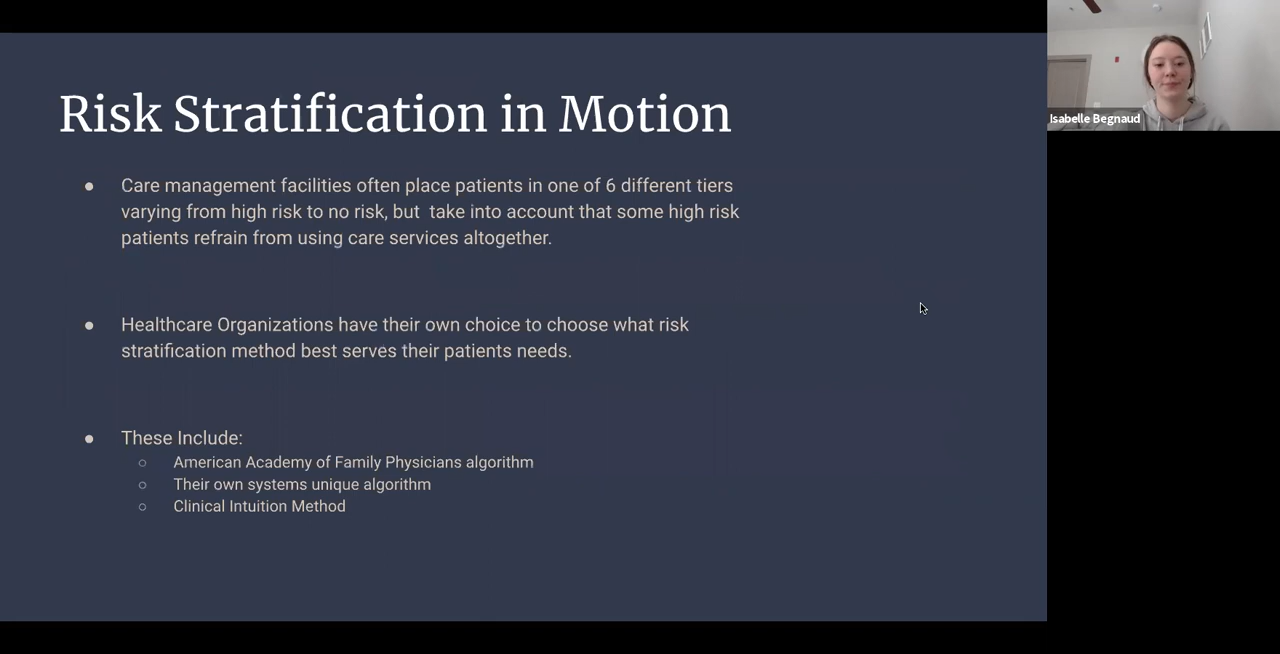 Risk Stratification in Motion
● Care management facilities often place patients in one of 6 different tiers
varying from high risk to no risk, but  take into account that some high risk
patients refrain from using care services altogether.
● Healthcare Organizations have their own choice to choose what risk
stratification method best serves their patients needs.
● These Include:
○ American Academy of Family Physicians algorithm
○ Their own systems unique algorithm
○ Clinical Intuition Method
Isabelle Begnaud